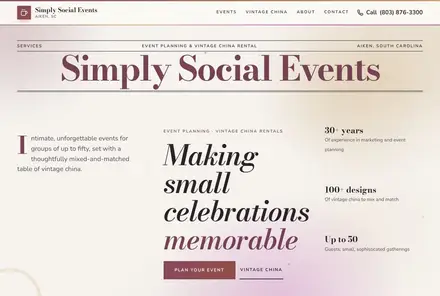 Simply Social Events
AIKEN, SC
EVENTS VINTAGE CHINA ABOUT CONTACT Call (803) 876-3300
SERVICES EVENT PLANNING & VINTAGE CHINA RENTAL AIKEN, SOUTH CAROLINA
Simply Social Events
Intimate, unforgettable events for
groups of up to fifty, set with a
thoughtfully mixed-and-matched
table of vintage china.
EVENT PLANNING · VINTAGE CHINA RENTALS
Making
small
celebrations
memorable
PLAN YOUR EVENT VINTAGE CHINA
30+ years
Of experience in marketing and event
planning
100+ designs
Of vintage china to mix and match
Up to 50
Guests: small, sophisticated gatherings